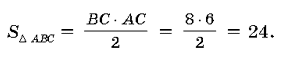 S△ ABC = BC · AC / 2 = 8 · 6 / 2 = 24.